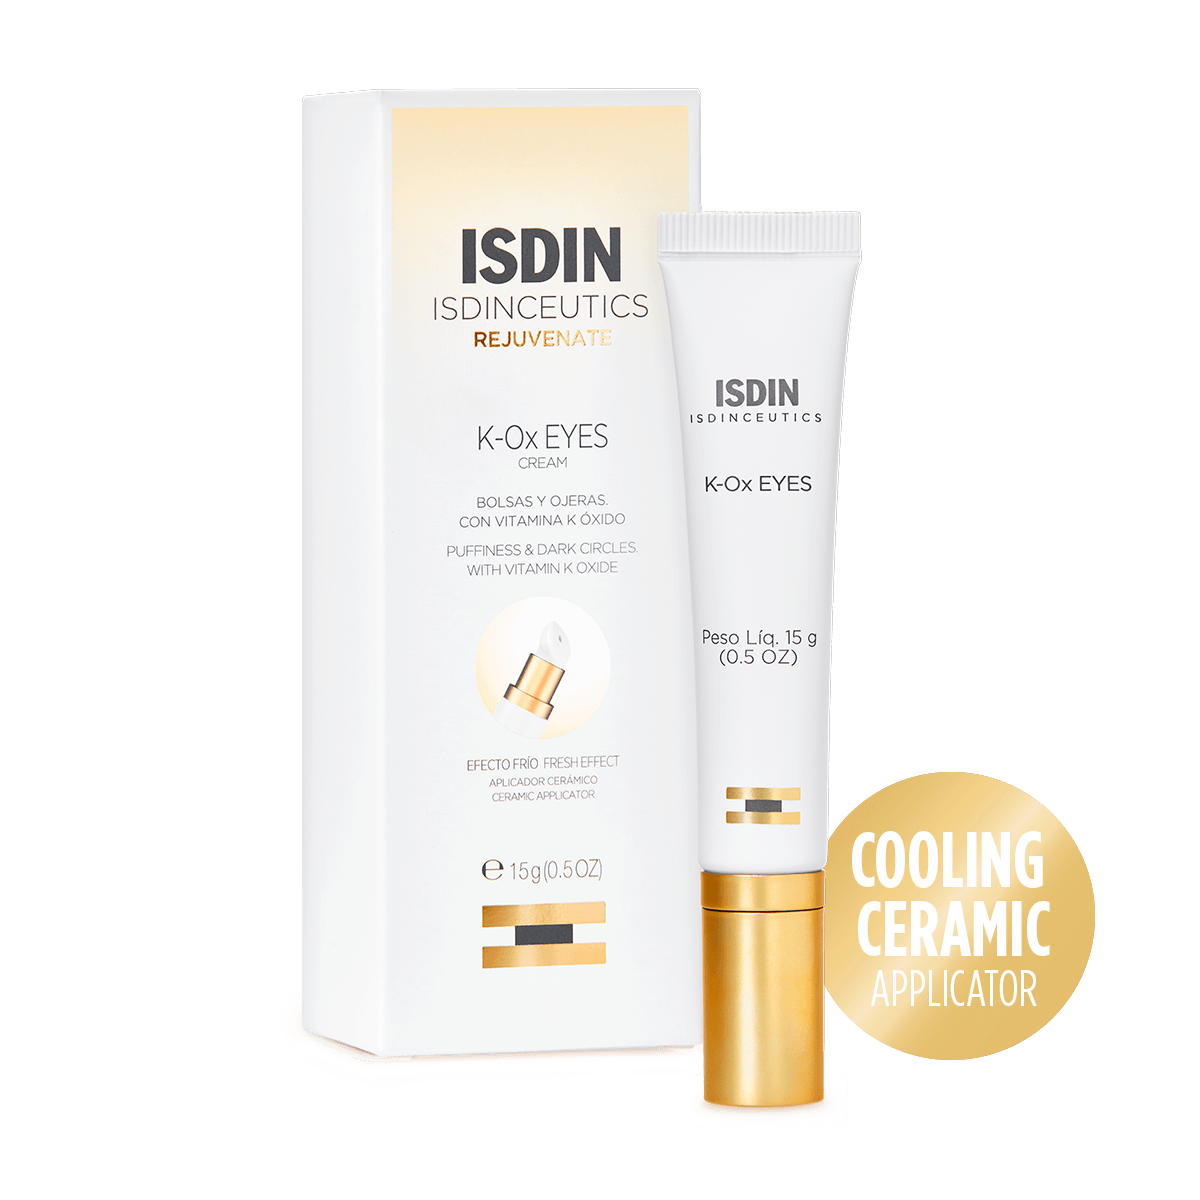 ISDIN
ISDINCEUTICS
REJUVENATE
K-Ox EYES
CREAM
BOLSAS Y OJERAS.
CON VITAMINA K ÓXIDO
PUFFINESS & DARK CIRCLES.
WITH VITAMIN K OXIDE
EFECTO FRÍO FRESH EFFECT
APLICADOR CERÁMICO
CERAMIC APPLICATOR
℮ 15g(0.5 OZ)
ISDIN
ISDINCEUTICS
K-Ox EYES
Peso Líq. 15 g
(0.5 OZ)
COOLING
CERAMIC
APPLICATOR